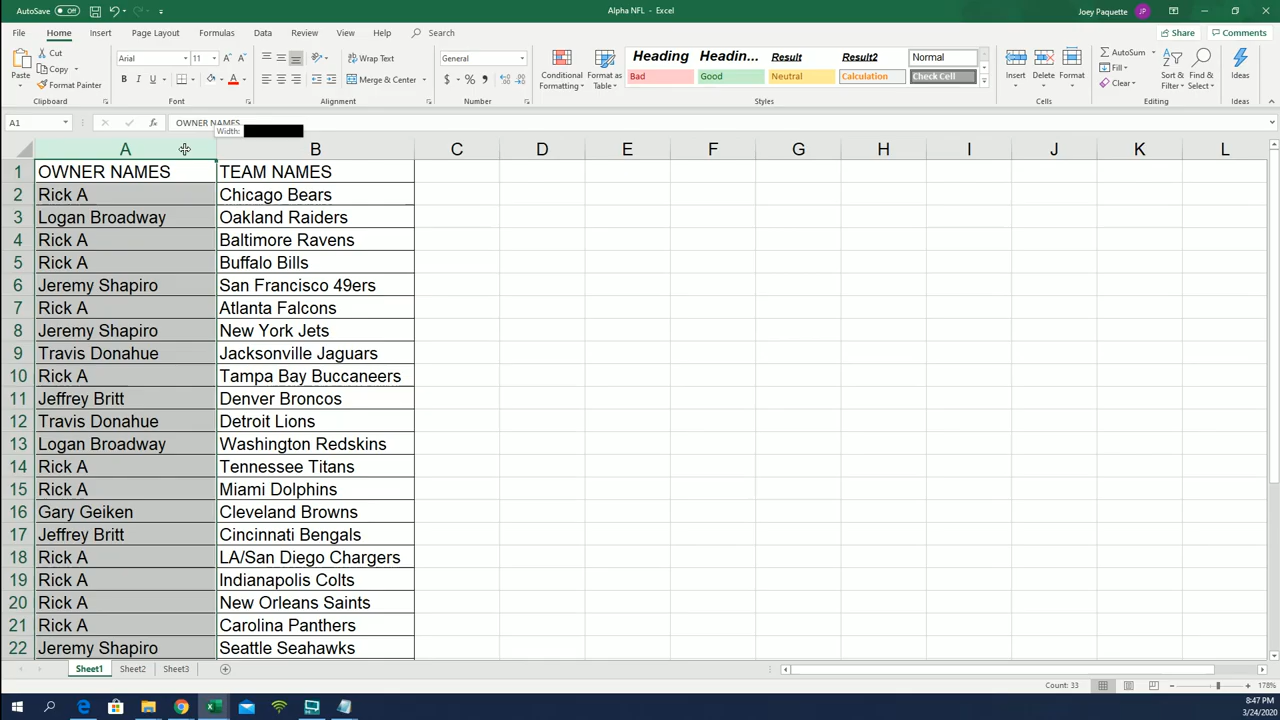 AutoSave Off
Alpha NFL - Excel
Joey Paquette JP
File Home Insert Page Layout Formulas Data Review View Help Search Share Comments
Paste Cut Copy Format Painter
Arial 11 B I U A A A
Wrap Text Merge & Center
General $ %
Conditional Formatting Format as Table
Heading Headin... Result Result2 Normal
Bad Good Neutral Calculation Check Cell
Insert Delete Format
AutoSum Fill Clear
Sort & Filter Find & Select Ideas
Clipboard Font Alignment Number Styles Cells Editing Ideas
A1 fx OWNER NAMES
Width:
A B C D E F G H I J K L
1 OWNER NAMES TEAM NAMES
2 Rick A Chicago Bears
3 Logan Broadway Oakland Raiders
4 Rick A Baltimore Ravens
5 Rick A Buffalo Bills
6 Jeremy Shapiro San Francisco 49ers
7 Rick A Atlanta Falcons
8 Jeremy Shapiro New York Jets
9 Travis Donahue Jacksonville Jaguars
10 Rick A Tampa Bay Buccaneers
11 Jeffrey Britt Denver Broncos
12 Travis Donahue Detroit Lions
13 Logan Broadway Washington Redskins
14 Rick A Tennessee Titans
15 Rick A Miami Dolphins
16 Gary Geiken Cleveland Browns
17 Jeffrey Britt Cincinnati Bengals
18 Rick A LA/San Diego Chargers
19 Rick A Indianapolis Colts
20 Rick A New Orleans Saints
21 Rick A Carolina Panthers
22 Jeremy Shapiro Seattle Seahawks
Sheet1 Sheet2 Sheet3
Count: 33 178%
8:47 PM
3/24/2020